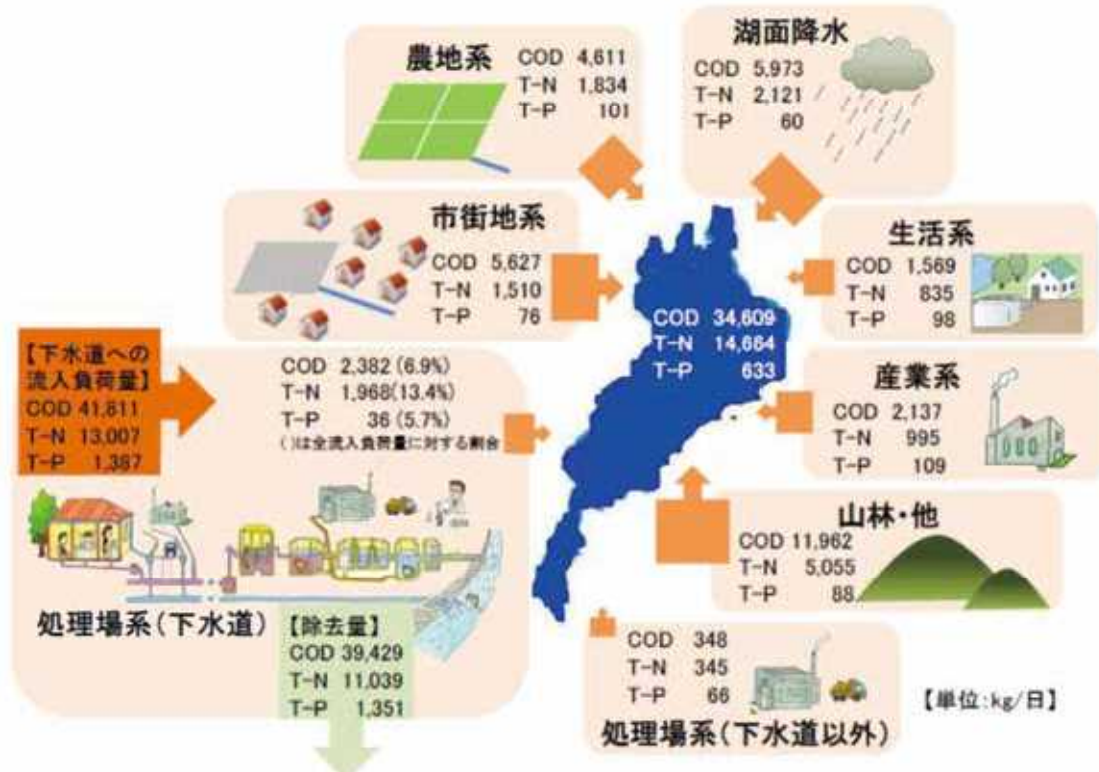 農地系
COD 4,611
T-N 1,834
T-P 101
湖面降水
COD 5,973
T-N 2,121
T-P 60
市街地系
COD 5,627
T-N 1,510
T-P 76
生活系
COD 1,569
T-N 835
T-P 98
COD 34,609
T-N 14,664
T-P 633
【下水道への
流入負荷量】
COD 41,811
T-N 13,007
T-P 1,387
COD 2,382(6.9%)
T-N 1,968(13.4%)
T-P 36(5.7%)
( )は全流入負荷量に対する割合
産業系
COD 2,137
T-N 995
T-P 109
山林・他
COD 11,962
T-N 5,055
T-P 88
処理場系(下水道)
【除去量】
COD 39,429
T-N 11,039
T-P 1,351
COD 348
T-N 345
T-P 66
処理場系(下水道以外)
【単位:kg/日】